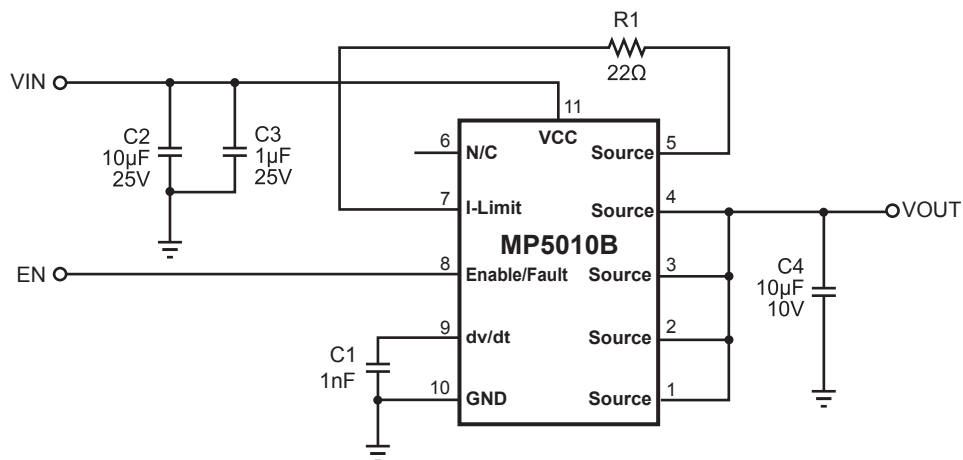 R1
22Ω
VIN
11
VCC
C2
10µF
25V
C3
1µF
25V
6
N/C
Source
5
7
I-Limit
Source
4
VOUT
MP5010B
EN
8
Enable/Fault
Source
3
C4
10µF
10V
9
dv/dt
Source
2
C1
1nF
10
GND
Source
1